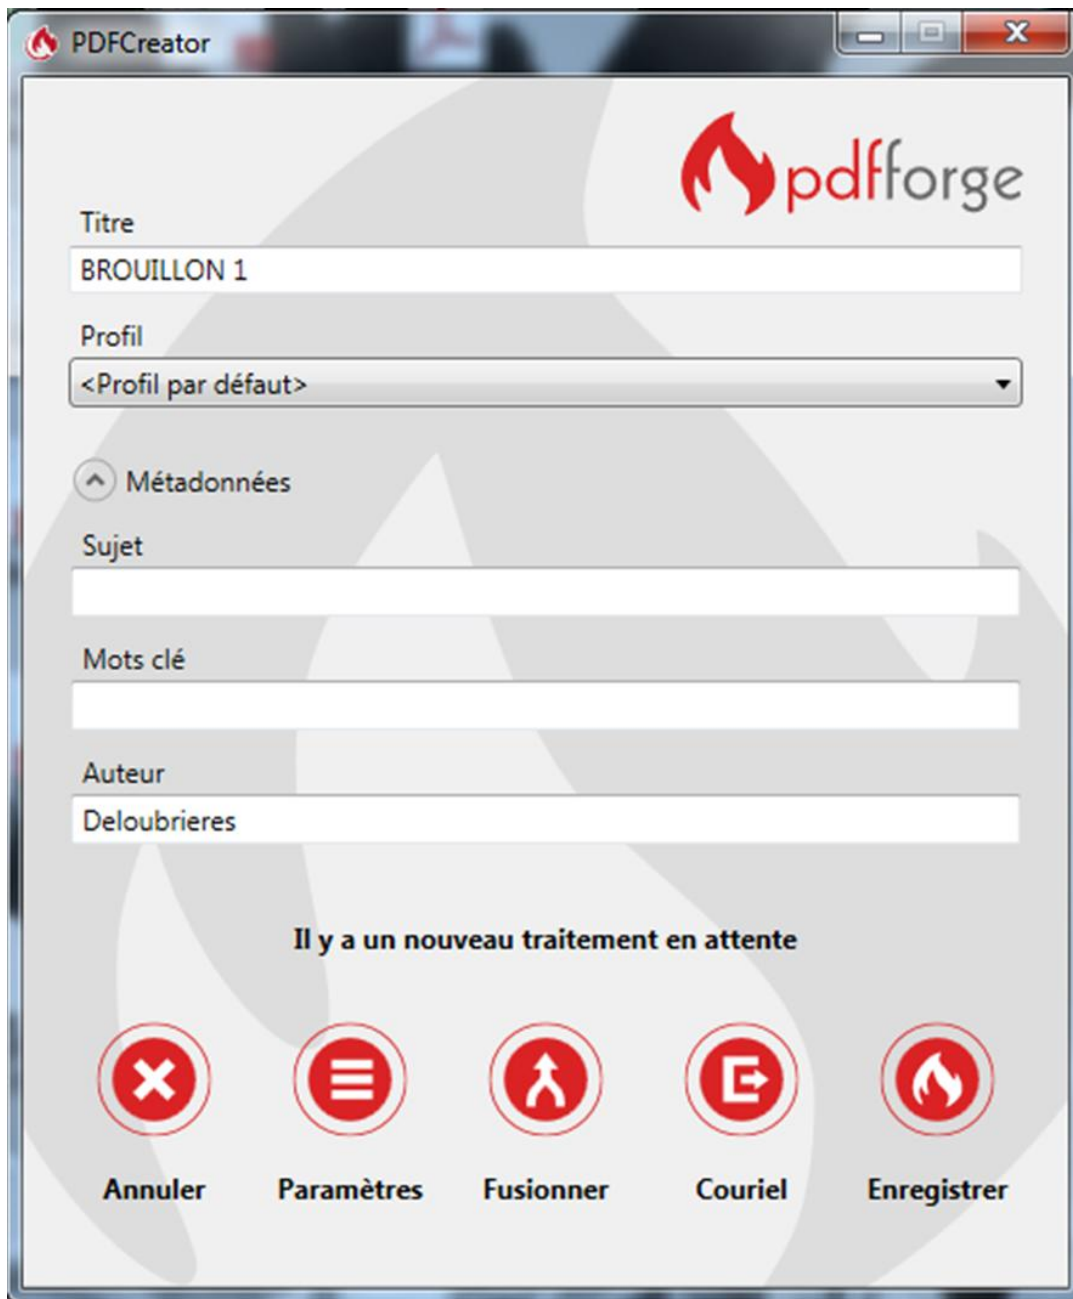 PDFCreator
pdfforge
Titre
BROUILLON 1
Profil
<Profil par défaut>
Métadonnées
Sujet
Mots clé
Auteur
Deloubrieres
Il y a un nouveau traitement en attente
Annuler Paramètres Fusionner Couriel Enregistrer